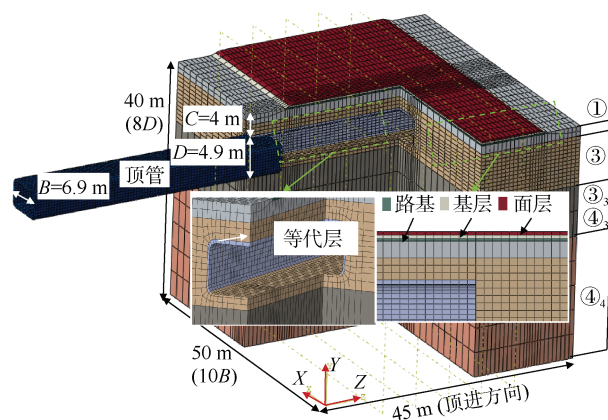 40 m
(8D)
C=4 m
D=4.9 m
顶管
B=6.9 m
①
③
③₃
④₃
④₄
等代层
路基 基层 面层
50 m
(10B)
X
Y
Z
45 m (顶进方向)